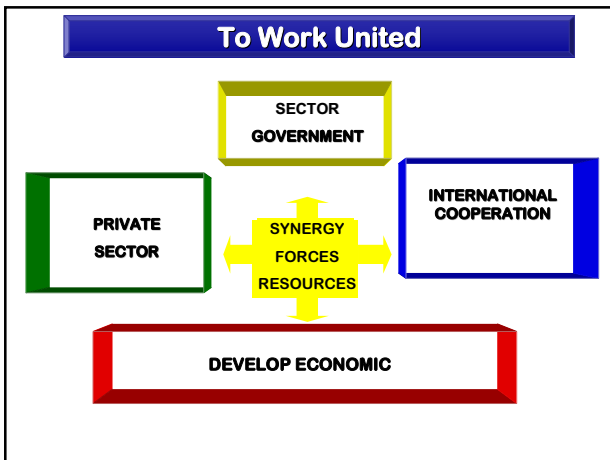 To Work United
SECTOR
GOVERNMENT
PRIVATE
SECTOR
SYNERGY
FORCES
RESOURCES
INTERNATIONAL
COOPERATION
DEVELOP ECONOMIC